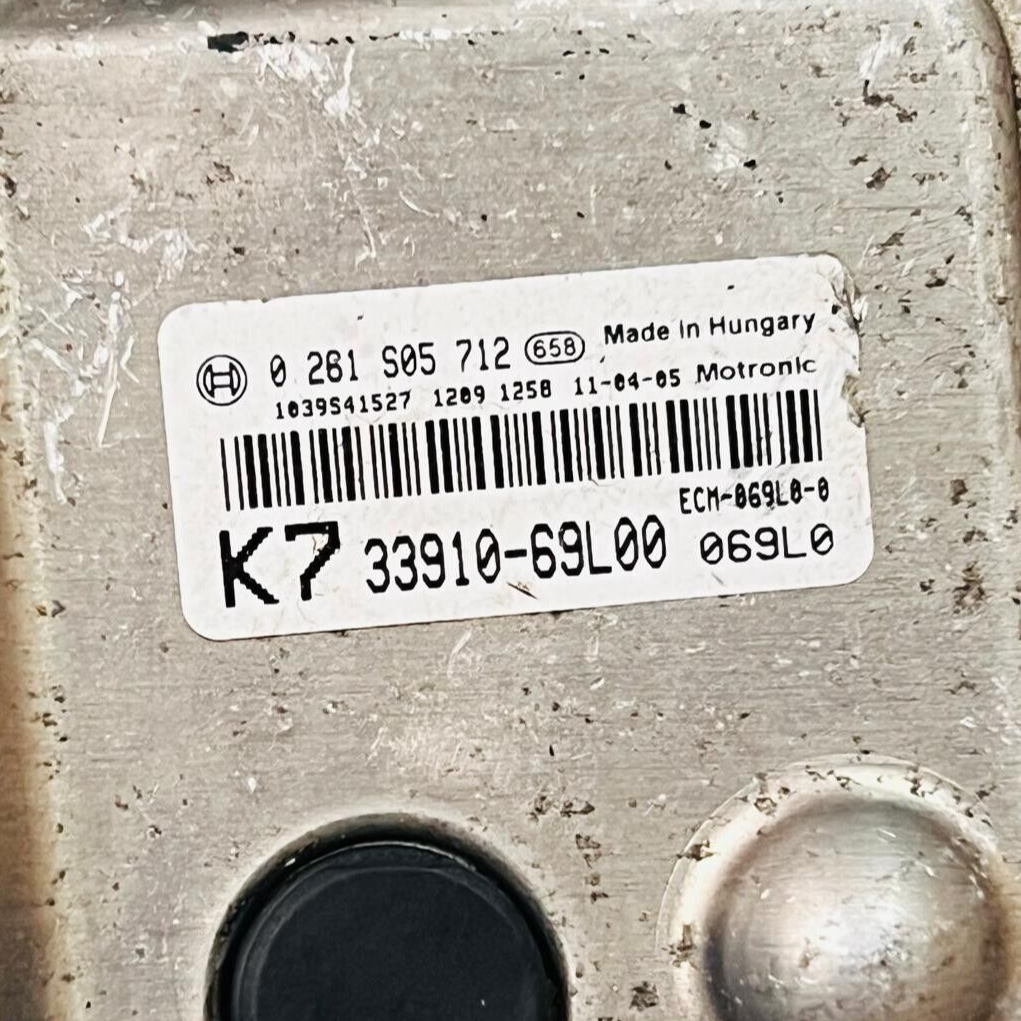 0 261 S05 712 658 Made in Hungary
1039S41527 1209 1258 11-04-05 Motronic
ECM-069L0-0
K7 33910-69L00 069L0